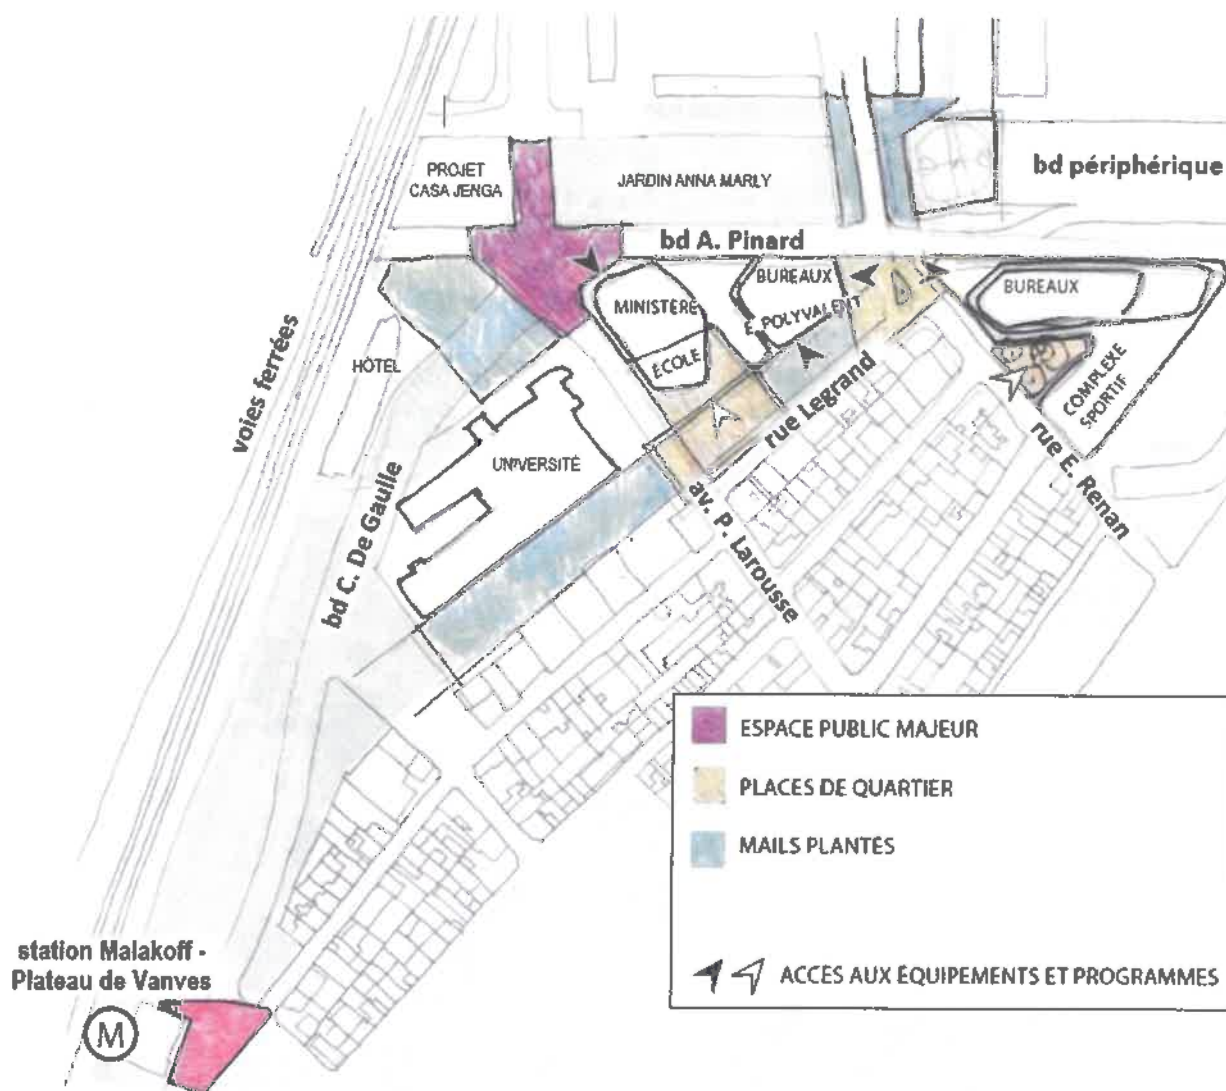 PROJET
CASA JENGA
JARDIN ANNA MARLY
bd périphérique
bd A. Pinard
BUREAUX
BUREAUX
MINISTÈRE
E. POLYVALENT
ÉCOLE
HÔTEL
voies ferrées
rue Legrand
COMPLEXE
SPORTIF
UNIVERSITÉ
rue E. Renan
bd C. De Gaulle
av. P. Larousse
ESPACE PUBLIC MAJEUR
PLACES DE QUARTIER
MAILS PLANTÉS
ACCÈS AUX ÉQUIPEMENTS ET PROGRAMMES
station Malakoff -
Plateau de Vanves
M